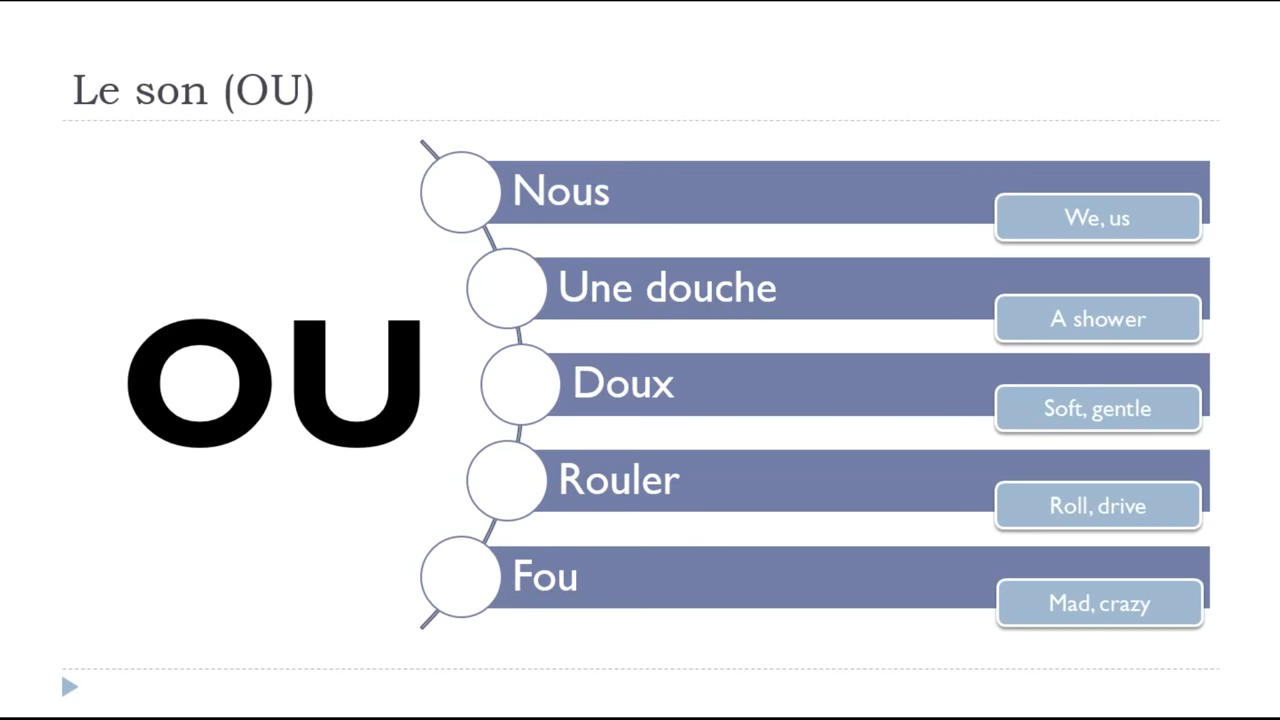 Le son (OU)
OU
Nous
We, us
Une douche
A shower
Doux
Soft, gentle
Rouler
Roll, drive
Fou
Mad, crazy